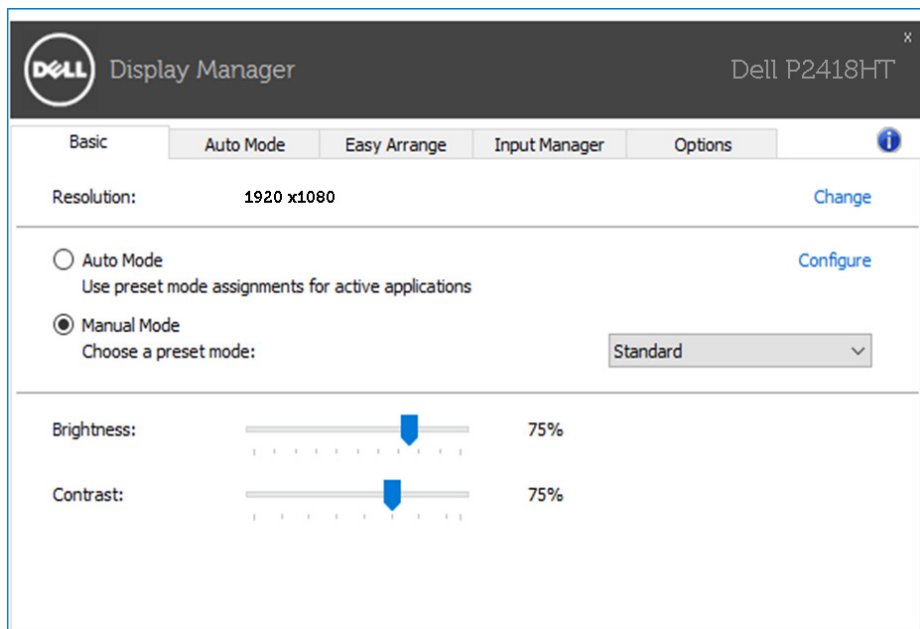 DELL Display Manager Dell P2418HT x
Basic Auto Mode Easy Arrange Input Manager Options i
Resolution: 1920 x1080 Change
Auto Mode Configure
Use preset mode assignments for active applications
Manual Mode
Choose a preset mode: Standard
Brightness: 75%
Contrast: 75%